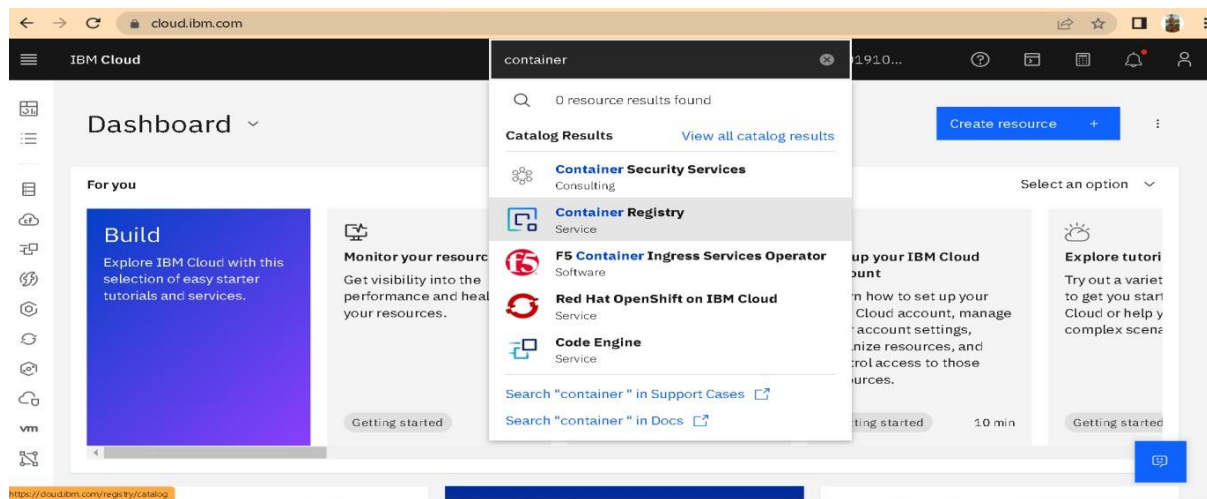 cloud.ibm.com
IBM Cloud
container
1910...
Dashboard
0 resource results found
Catalog Results
View all catalog results
Create resource +
Container Security Services
Consulting
Container Registry
Service
F5 Container Ingress Services Operator
Software
Red Hat OpenShift on IBM Cloud
Service
Code Engine
Service
Search "container " in Support Cases
Search "container " in Docs
For you
Select an option
Build
Explore IBM Cloud with this
selection of easy starter
tutorials and services.
Monitor your resourc
Get visibility into the
performance and heal
your resources.
Getting started
up your IBM Cloud
unt
n how to set up your
Cloud account, manage
account settings,
nize resources, and
trol access to those
urces.
ting started
10 min
Explore tutori
Try out a variet
to get you start
Cloud or help y
complex scena
Getting started
vm
https://cloud.ibm.com/registry/catalog